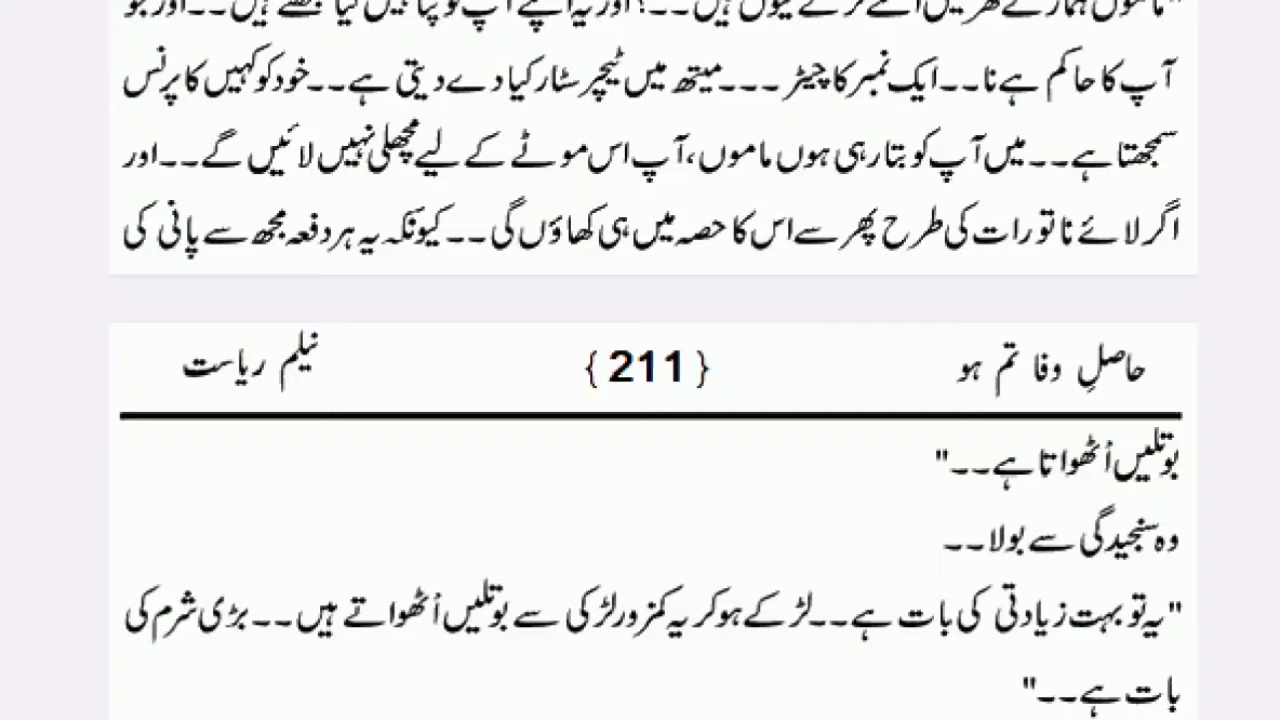 آپ کا حاکم ہے نا۔۔ایک نمبر کا چیٹر ۔۔۔میتھ میں ٹیچر سٹار کیا دے دیتی ہے۔۔خود کو کہیں کا پرنس
سمجھتا ہے۔۔میں آپ کو بتا رہی ہوں ماموں،آپ اس موٹے کے لیے مچھلی نہیں لائیں گے۔۔اور
اگر لائے نا تو رات کی طرح پھر سے اس کا حصہ میں ہی کھاؤں گی۔۔کیونکہ یہ ہر دفعہ مجھ سے پانی کی
حاصلِ وفا تم ہو {211} نیلم ریاست
بوتلیں اُٹھواتا ہے۔۔"
وہ سنجیدگی سے بولا۔۔
"یہ تو بہت زیادتی کی بات ہے۔۔لڑکے ہو کر یہ کمزور لڑکی سے بوتلیں اُٹھواتے ہیں۔۔بڑی شرم کی
بات ہے۔۔"